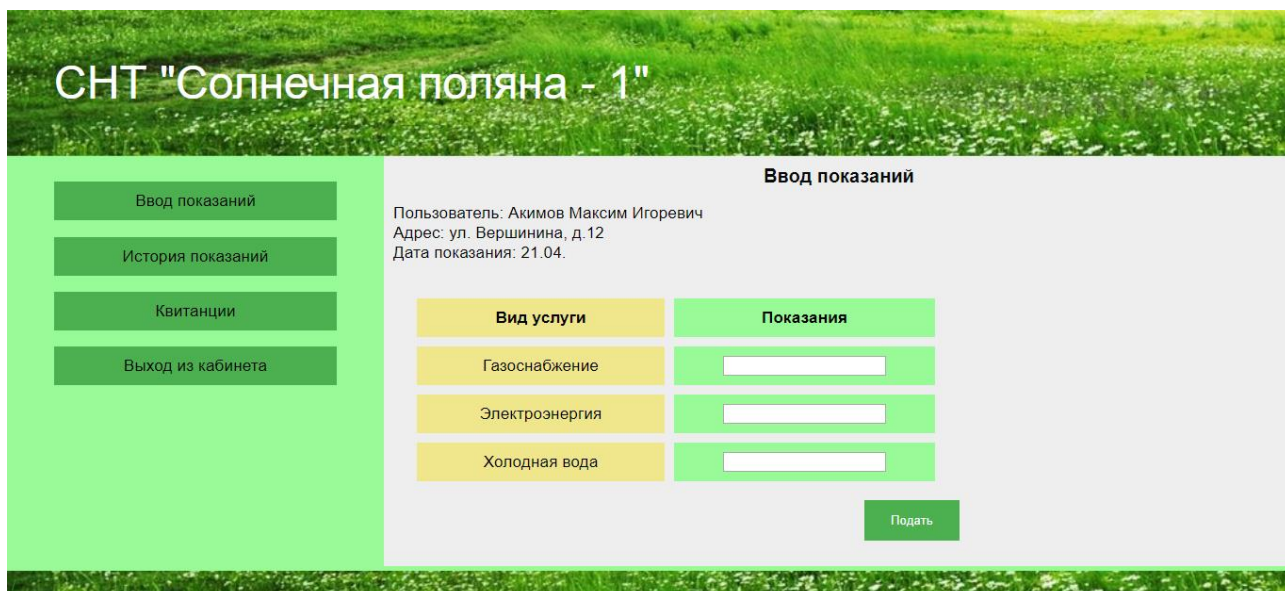 СНТ "Солнечная поляна - 1"
Ввод показаний
История показаний
Квитанции
Выход из кабинета
Ввод показаний
Пользователь: Акимов Максим Игоревич
Адрес: ул. Вершинина, д.12
Дата показания: 21.04.
Вид услуги Показания
Газоснабжение
Электроэнергия
Холодная вода
Подать